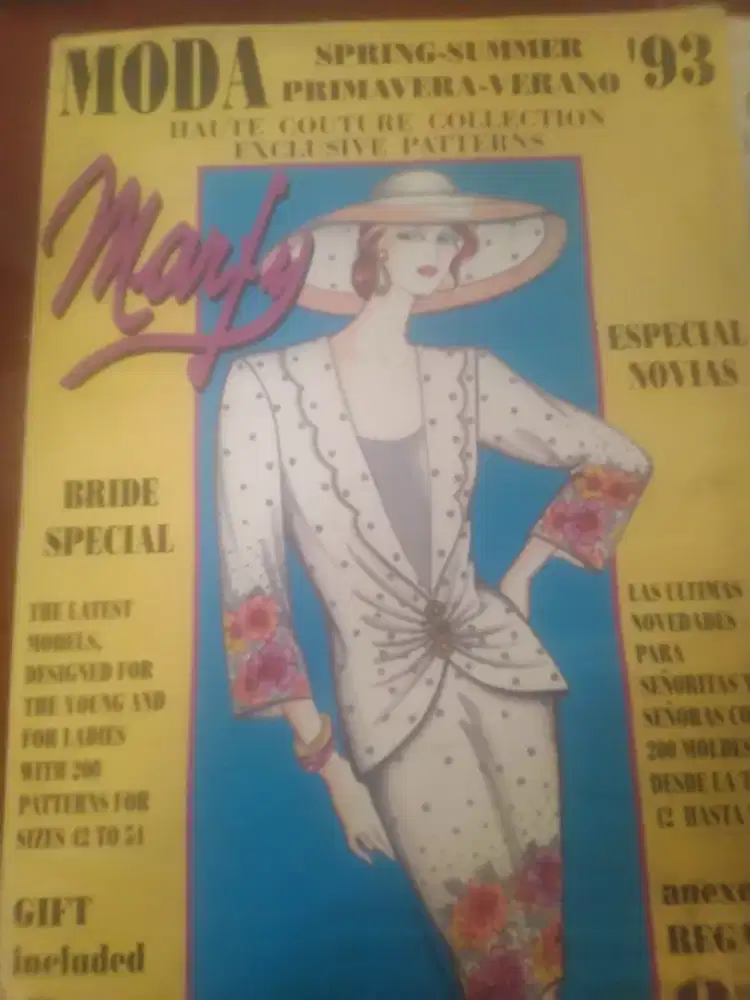 MODA
SPRING-SUMMER
PRIMAVERA-VERANO
'93
HAUTE COUTURE COLLECTION
EXCLUSIVE PATTERNS
Marfy
ESPECIAL
NOVIAS
BRIDE
SPECIAL
THE LATEST
MODELS,
DESIGNED FOR
THE YOUNG AND
FOR LADIES
WITH 200
PATTERNS FOR
SIZES 42 TO 54
GIFT
included
LAS ULTIMAS
NOVEDADES
PARA
SEÑORITAS Y
SEÑORAS
200 MOLDES
DESDE LA
42 HASTA